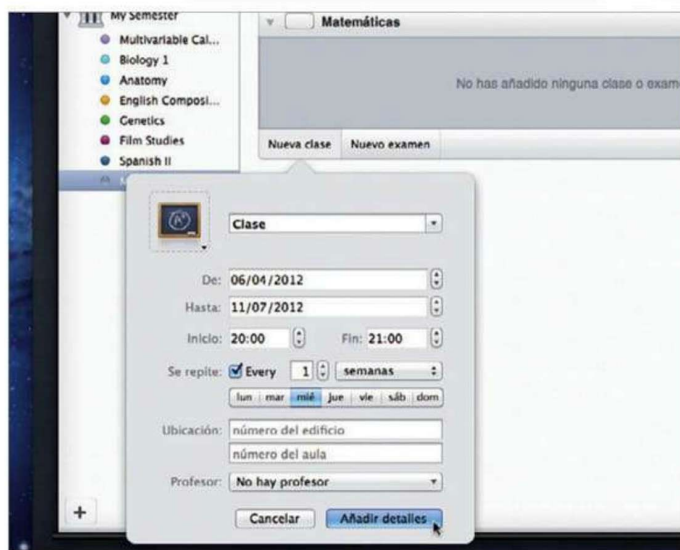 My Semester
Multivariable Cal...
Biology 1
Anatomy
English Composi...
Genetics
Film Studies
Spanish II
Matemáticas
No has añadido ninguna clase o exam
Nueva clase Nuevo examen
Clase
De: 06/04/2012
Hasta: 11/07/2012
Inicio: 20:00 Fin: 21:00
Se repite: Every 1 semanas
lun mar mié jue vie sáb dom
Ubicación: número del edificio
número del aula
Profesor: No hay profesor
+
Cancelar Añadir detalles